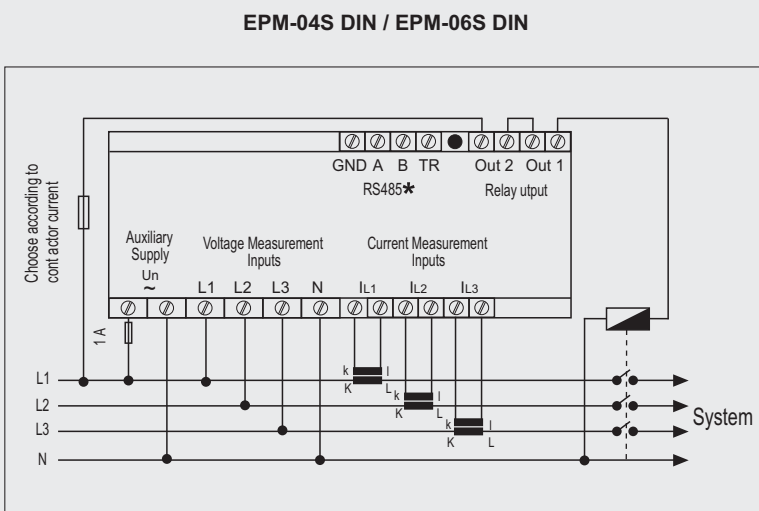 EPM-04S DIN / EPM-06S DIN
GND A B TR Out 2 Out 1
RS485* Relay utput
Choose according to
cont actor current
Auxiliary
Supply
Un
~
Voltage Measurement
Inputs
Current Measurement
Inputs
L1 L2 L3 N IL1 IL2 IL3
1 A
k l
L1
K L
k l
L2
K L
k l
L3
K L
System
N